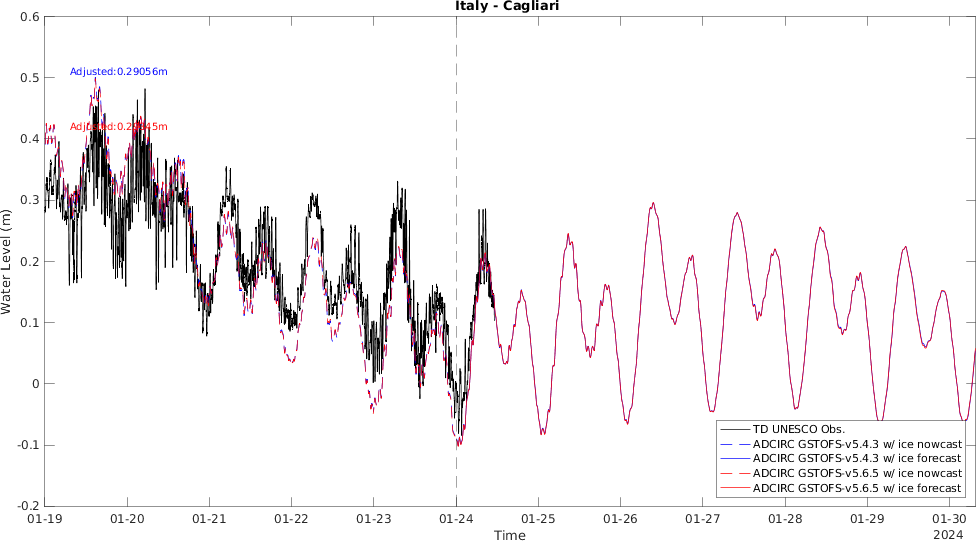 Italy - Cagliari
0.6
0.5
0.4
0.3
0.2
0.1
0
-0.1
-0.2
Water Level (m)
Adjusted:0.29056m
TD UNESCO Obs.
ADCIRC GSTOFS-v5.4.3 w/ ice nowcast
ADCIRC GSTOFS-v5.4.3 w/ ice forecast
ADCIRC GSTOFS-v5.6.5 w/ ice nowcast
ADCIRC GSTOFS-v5.6.5 w/ ice forecast
01-19 01-20 01-21 01-22 01-23 01-24 01-25 01-26 01-27 01-28 01-29 01-30
Time
2024